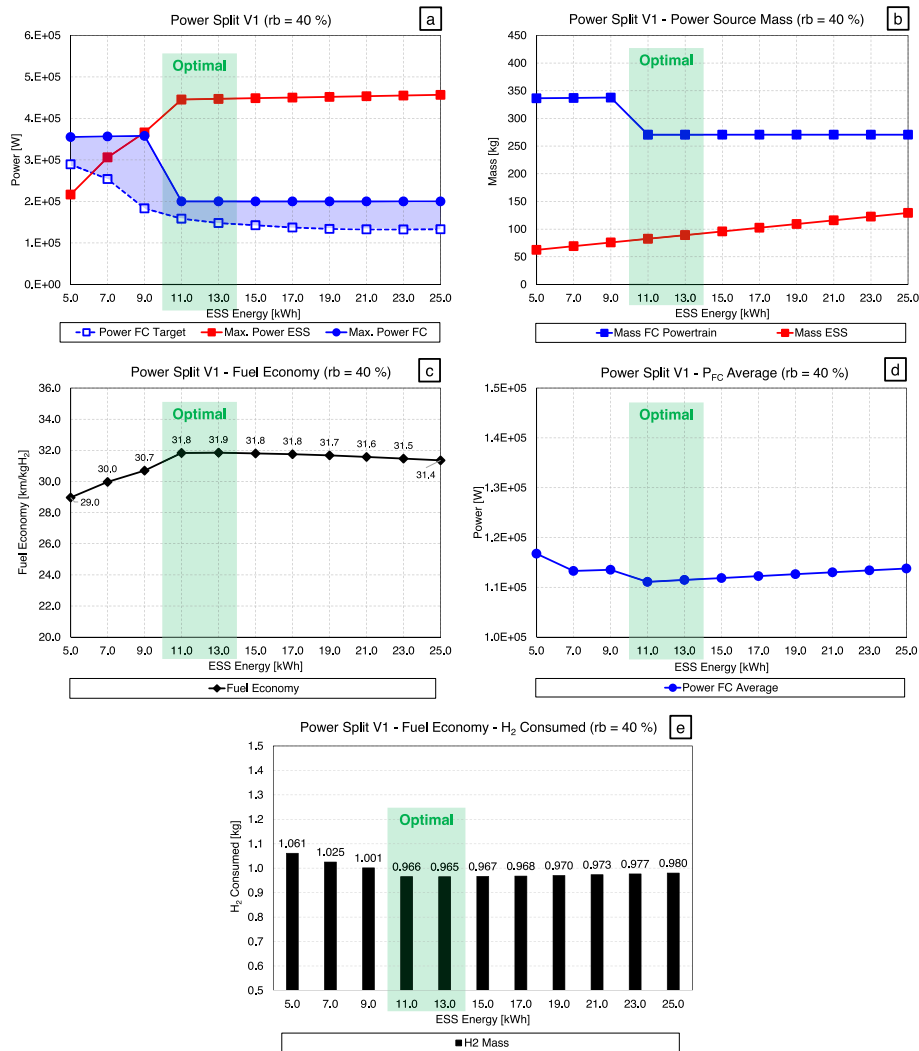 Power Split V1 (rb = 40 %)
a
6.E+05
5.E+05
4.E+05
3.E+05
2.E+05
1.E+05
0.E+00
Power [W]
Optimal
5.0 7.0 9.0 11.0 13.0 15.0 17.0 19.0 21.0 23.0 25.0
ESS Energy [kWh]
Power FC Target Max. Power ESS Max. Power FC
Power Split V1 - Power Source Mass (rb = 40 %)
b
450
400
350
300
250
200
150
100
50
0
Mass [kg]
Optimal
5.0 7.0 9.0 11.0 13.0 15.0 17.0 19.0 21.0 23.0 25.0
ESS Energy [kWh]
Mass FC Powertrain Mass ESS
Power Split V1 - Fuel Economy (rb = 40 %)
c
36.0
34.0
32.0
30.0
28.0
26.0
24.0
22.0
20.0
Fuel Economy [km/kgH₂]
Optimal
29.0 30.0 30.7 31.8 31.9 31.8 31.8 31.7 31.6 31.5 31.4
5.0 7.0 9.0 11.0 13.0 15.0 17.0 19.0 21.0 23.0 25.0
ESS Energy [kWh]
Fuel Economy
Power Split V1 - P_FC Average (rb = 40 %)
d
1.5E+05
1.4E+05
1.3E+05
1.2E+05
1.1E+05
1.0E+05
Power [W]
Optimal
5.0 7.0 9.0 11.0 13.0 15.0 17.0 19.0 21.0 23.0 25.0
ESS Energy [kWh]
Power FC Average
Power Split V1 - Fuel Economy - H₂ Consumed (rb = 40 %)
e
1.5
1.4
1.3
1.2
1.1
1.0
0.9
0.8
0.7
0.6
0.5
H₂ Consumed [kg]
Optimal
1.061 1.025 1.001 0.966 0.965 0.967 0.968 0.970 0.973 0.977 0.980
5.0 7.0 9.0 11.0 13.0 15.0 17.0 19.0 21.0 23.0 25.0
ESS Energy [kWh]
H2 Mass